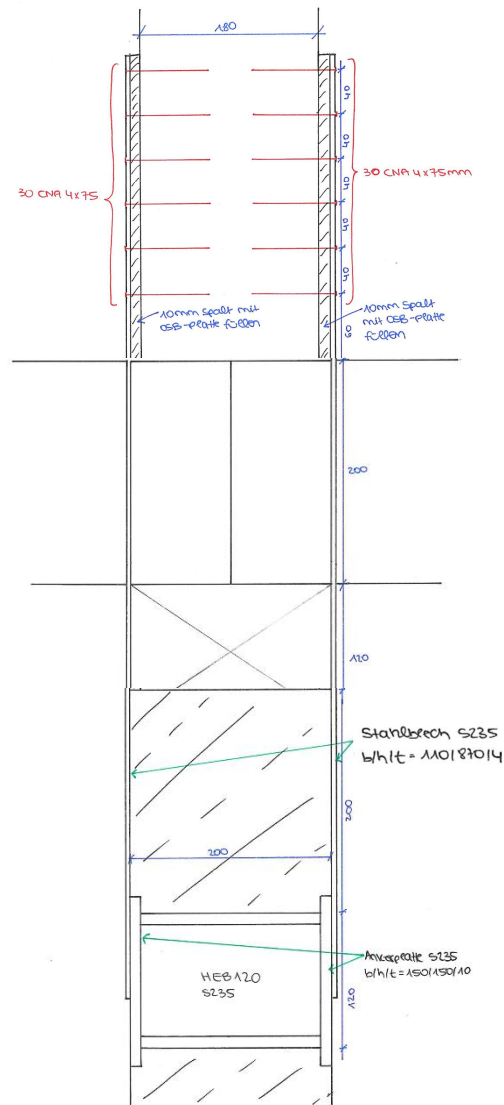 180
40
40
40
40
40
60
30 CNA 4x75
30 CNA 4x75mm
10mm Spalt mit
OSB-Platte
füllen
10mm Spalt
mit OSB-Platte
füllen
200
120
Stahlblech S235
b/h/t = 110/870/4
200
200
Ankerplatte S235
b/h/t = 150/150/10
HEB120
S235
120